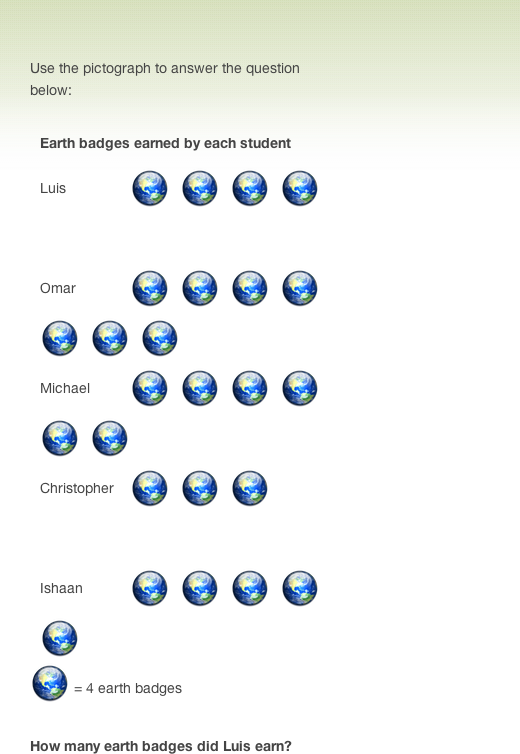 Use the pictograph to answer the question
below:
Earth badges earned by each student
Luis
Omar
Michael
Christopher
Ishaan
= 4 earth badges
How many earth badges did Luis earn?